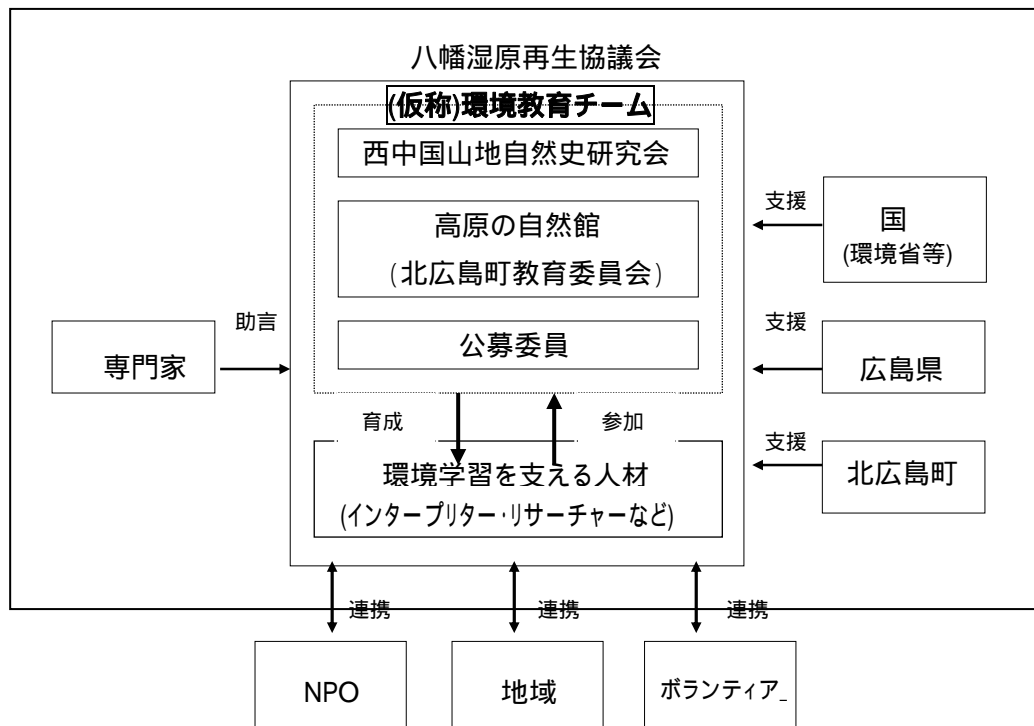 八幡湿原再生協議会
(仮称)環境教育チーム
西中国山地自然史研究会
高原の自然館
(北広島町教育委員会)
公募委員
専門家
助言
支援
国
(環境省等)
支援
広島県
支援
北広島町
育成
参加
環境学習を支える人材
(インタープリター・リサーチャーなど)
連携
連携
連携
NPO
地域
ボランティア_